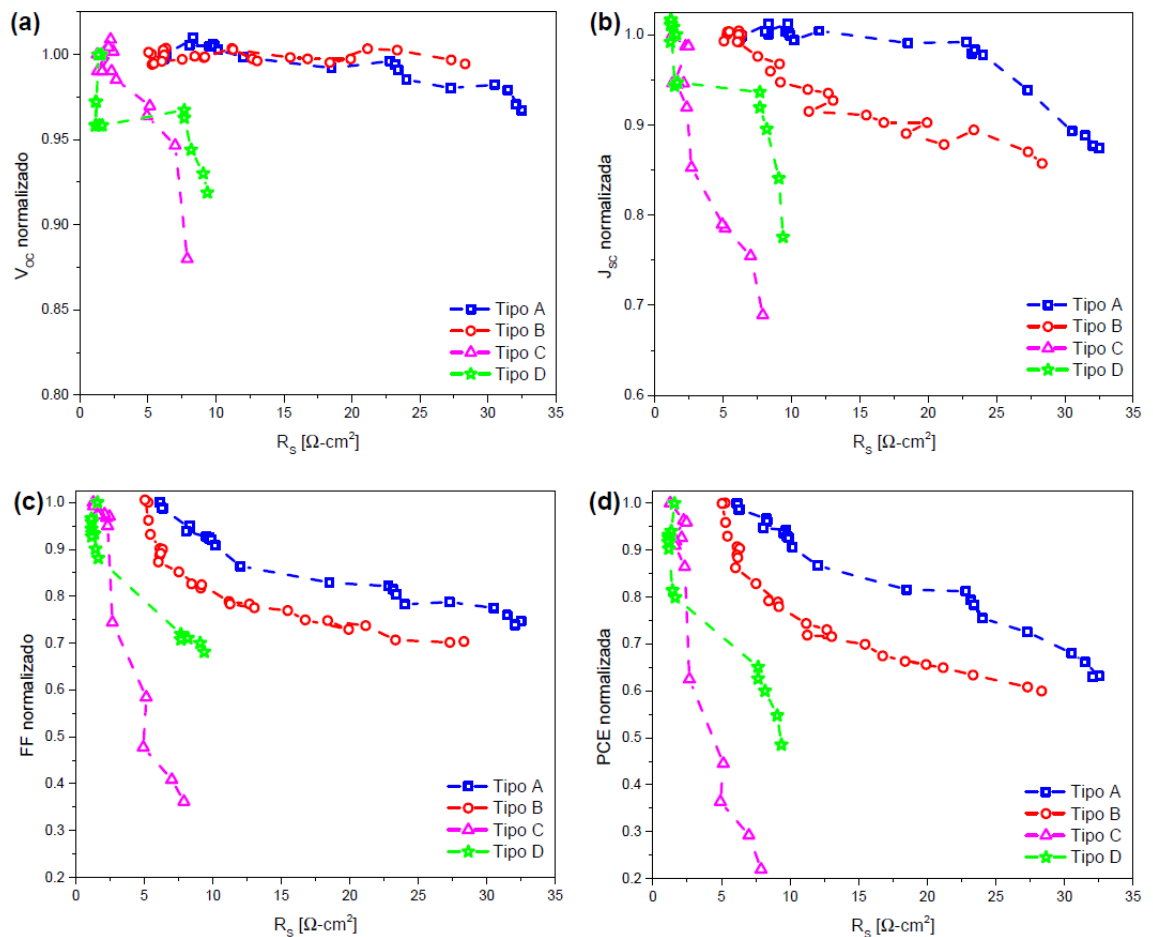 (a)
1.00
0.95
0.90
0.85
0.80
V_OC normalizado
0 5 10 15 20 25 30 35
R_S [Ω-cm²]
Tipo A
Tipo B
Tipo C
Tipo D
(b)
1.0
0.9
0.8
0.7
0.6
J_SC normalizada
0 5 10 15 20 25 30 35
R_S [Ω-cm²]
Tipo A
Tipo B
Tipo C
Tipo D
(c)
1.0
0.9
0.8
0.7
0.6
0.5
0.4
0.3
0.2
FF normalizado
0 5 10 15 20 25 30 35
R_S [Ω-cm²]
Tipo A
Tipo B
Tipo C
Tipo D
(d)
1.0
0.9
0.8
0.7
0.6
0.5
0.4
0.3
0.2
PCE normalizada
0 5 10 15 20 25 30 35
R_S [Ω-cm²]
Tipo A
Tipo B
Tipo C
Tipo D